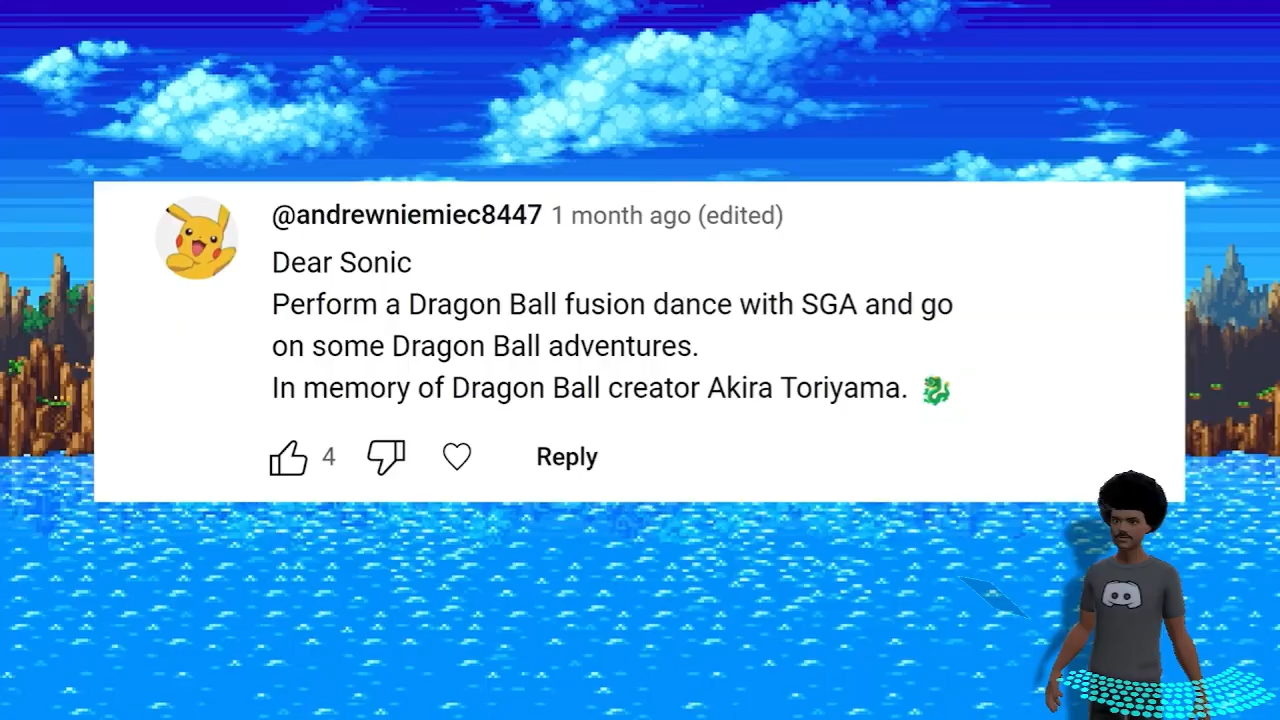 @andrewniemiec8447 1 month ago (edited)
Dear Sonic
Perform a Dragon Ball fusion dance with SGA and go
on some Dragon Ball adventures.
In memory of Dragon Ball creator Akira Toriyama. 🐉
4 Reply